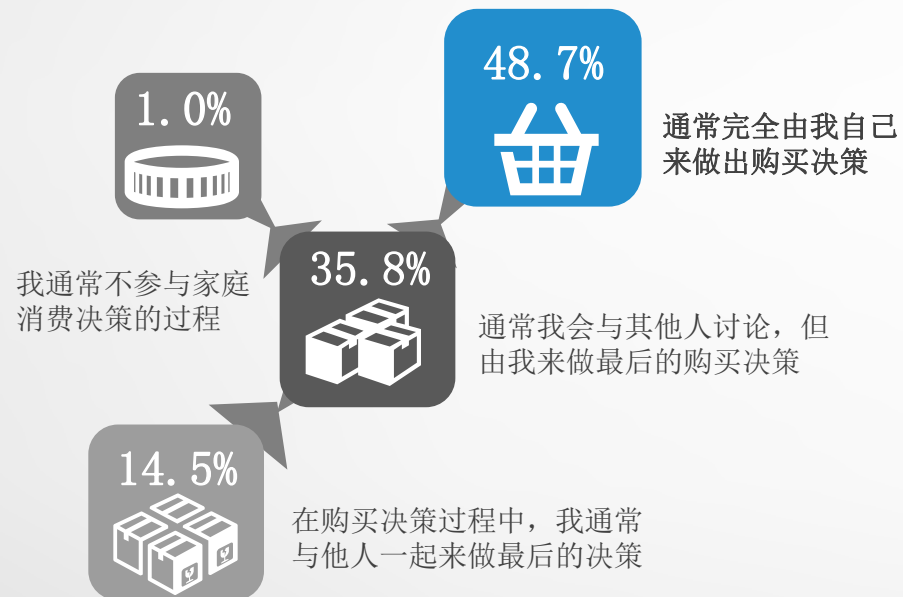 48.7%
通常完全由我自己
来做出购买决策
1.0%
我通常不参与家庭
消费决策的过程
35.8%
通常我会与其他人讨论，但
由我来做最后的购买决策
14.5%
在购买决策过程中，我通常
与他人一起来做最后的决策